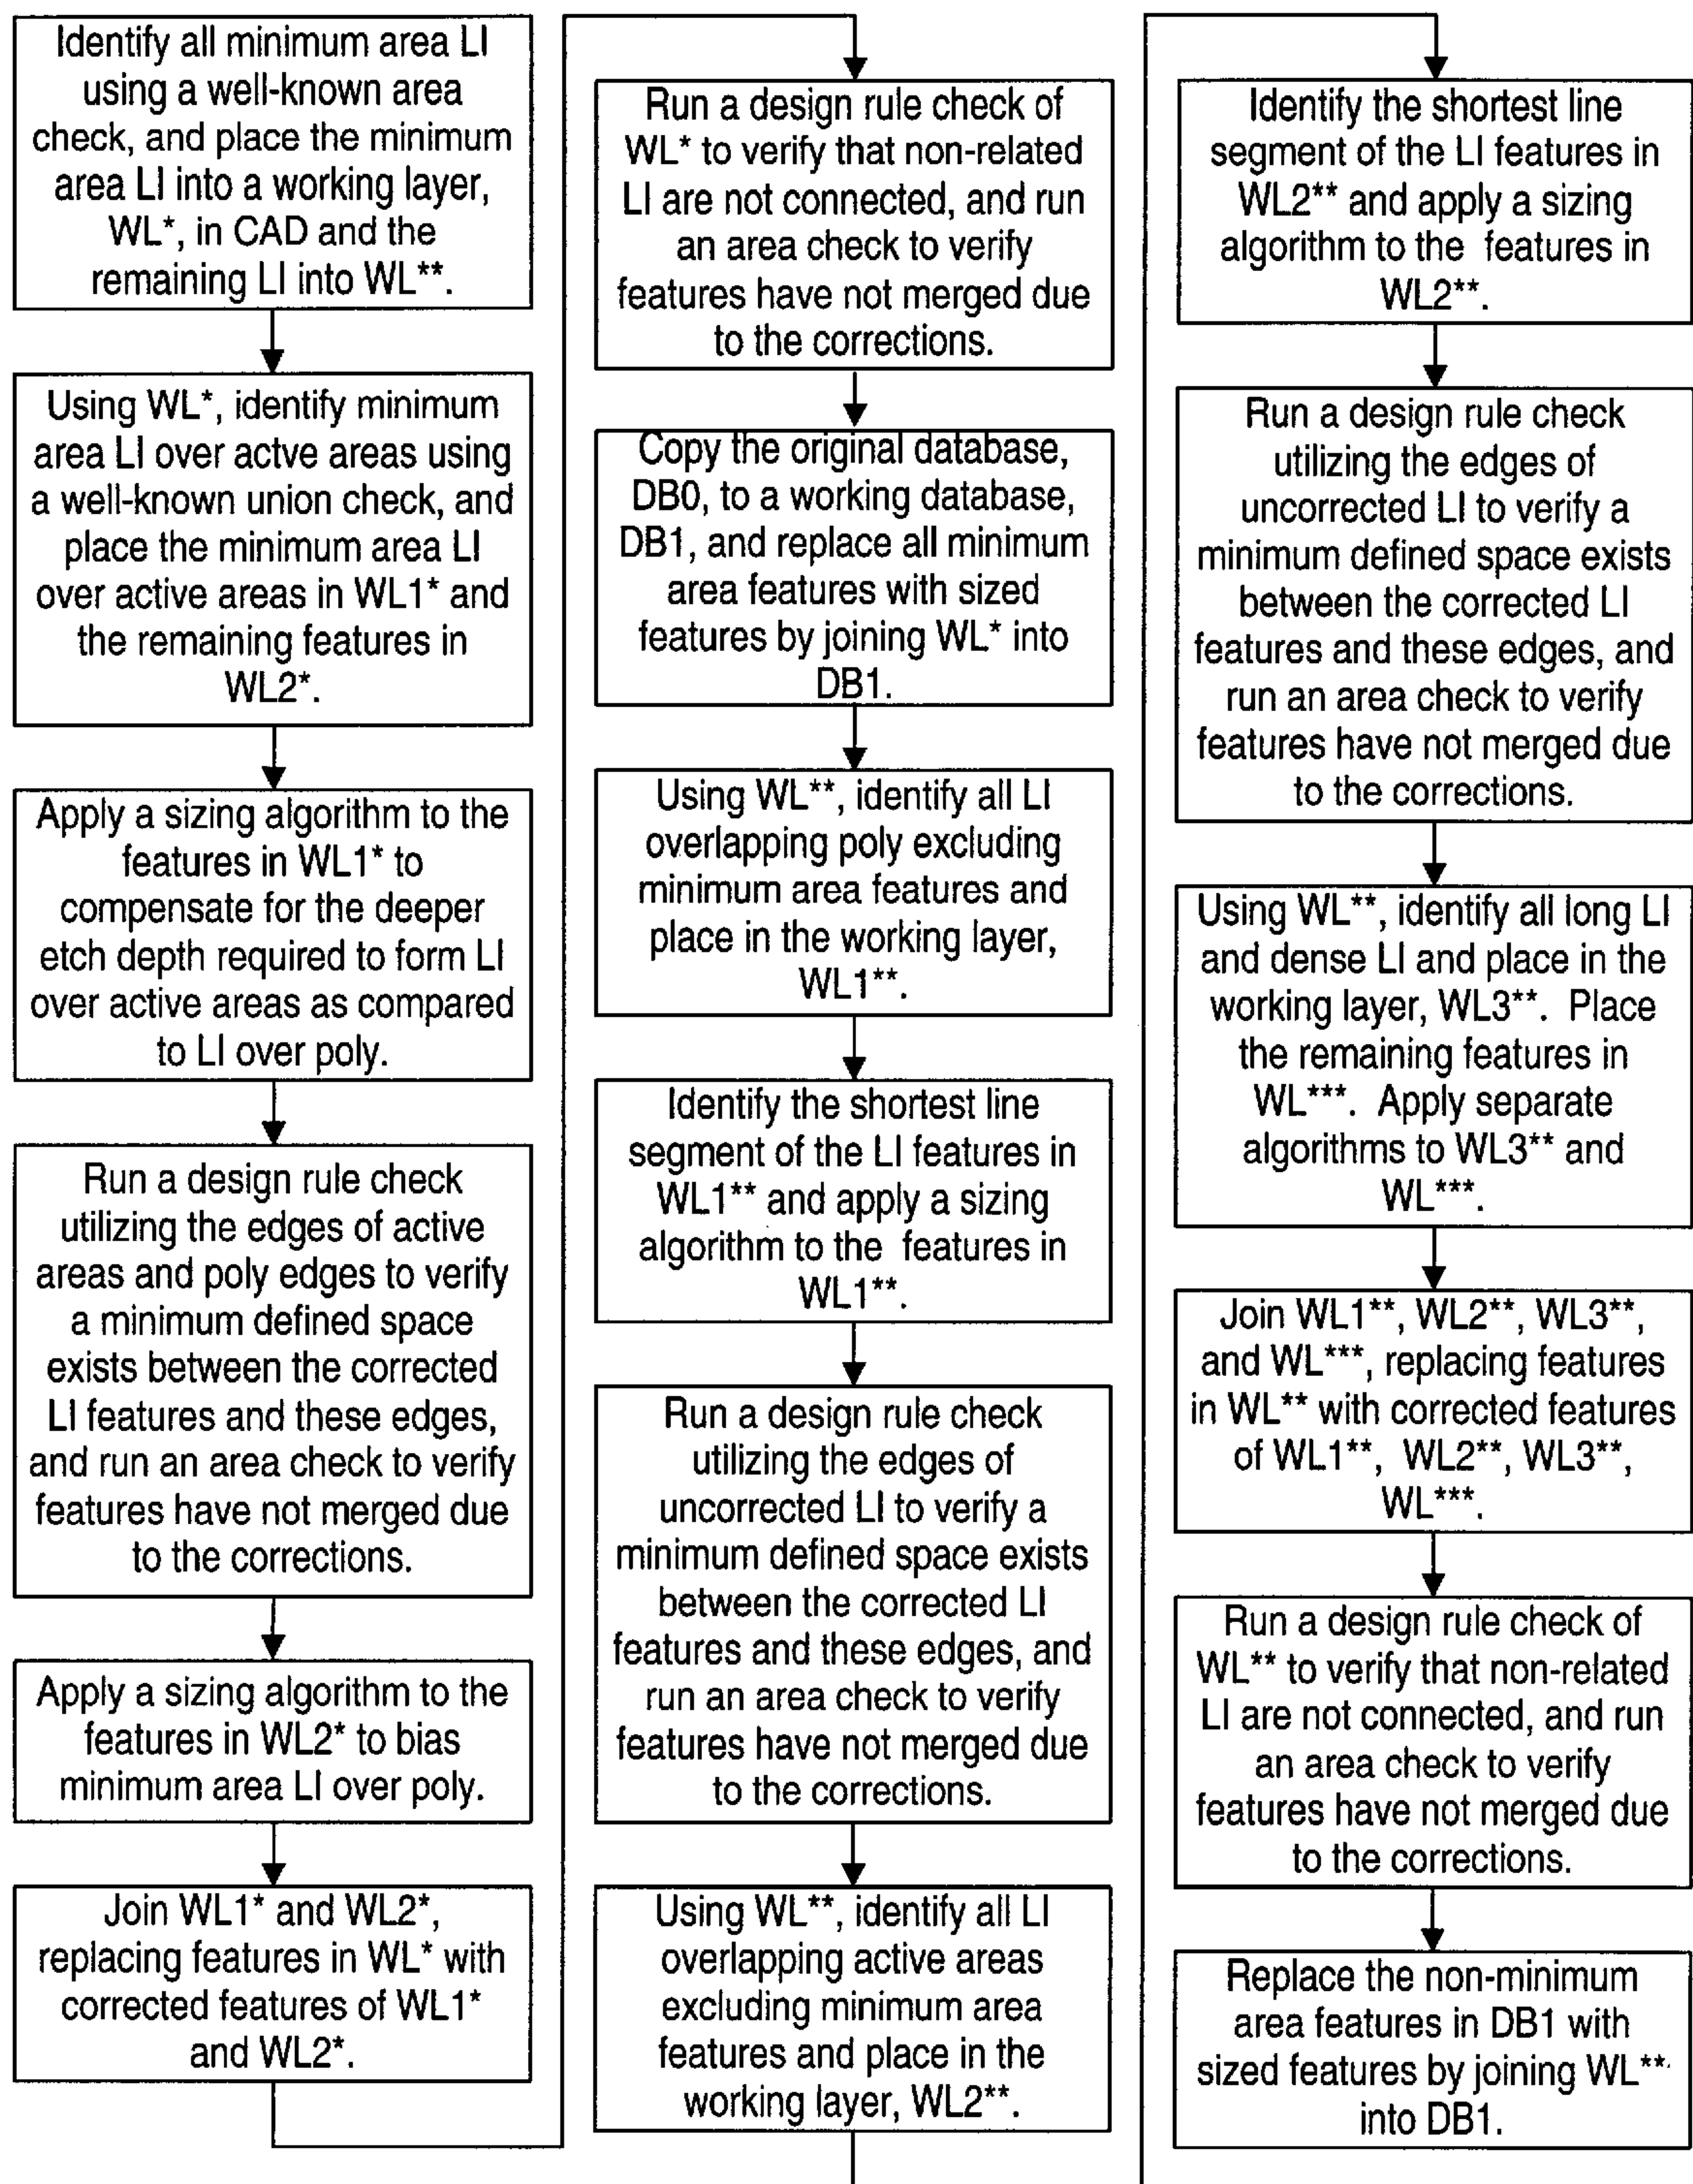 Identify all minimum area LI
using a well-known area
check, and place the minimum
area LI into a working layer,
WL*, in CAD and the
remaining LI into WL**.
Using WL*, identify minimum
area LI over actve areas using
a well-known union check, and
place the minimum area LI
over active areas in WL1* and
the remaining features in
WL2*.
Apply a sizing algorithm to the
features in WL1* to
compensate for the deeper
etch depth required to form LI
over active areas as compared
to LI over poly.
Run a design rule check
utilizing the edges of active
areas and poly edges to verify
a minimum defined space
exists between the corrected
LI features and these edges,
and run an area check to verify
features have not merged due
to the corrections.
Apply a sizing algorithm to the
features in WL2* to bias
minimum area LI over poly.
Join WL1* and WL2*,
replacing features in WL* with
corrected features of WL1*
and WL2*.
Run a design rule check of
WL* to verify that non-related
LI are not connected, and run
an area check to verify
features have not merged due
to the corrections.
Copy the original database,
DB0, to a working database,
DB1, and replace all minimum
area features with sized
features by joining WL* into
DB1.
Using WL**, identify all LI
overlapping poly excluding
minimum area features and
place in the working layer,
WL1**.
Identify the shortest line
segment of the LI features in
WL1** and apply a sizing
algorithm to the features in
WL1**.
Run a design rule check
utilizing the edges of
uncorrected LI to verify a
minimum defined space exists
between the corrected LI
features and these edges, and
run an area check to verify
features have not merged due
to the corrections.
Using WL**, identify all LI
overlapping active areas
excluding minimum area
features and place in the
working layer, WL2**.
Identify the shortest line
segment of the LI features in
WL2** and apply a sizing
algorithm to the features in
WL2**.
Run a design rule check
utilizing the edges of
uncorrected LI to verify a
minimum defined space exists
between the corrected LI
features and these edges, and
run an area check to verify
features have not merged due
to the corrections.
Using WL**, identify all long LI
and dense LI and place in the
working layer, WL3**. Place
the remaining features in
WL***. Apply separate
algorithms to WL3** and
WL***.
Join WL1**, WL2**, WL3**,
and WL***, replacing features
in WL** with corrected features
of WL1**, WL2**, WL3**,
WL***.
Run a design rule check of
WL** to verify that non-related
LI are not connected, and run
an area check to verify
features have not merged due
to the corrections.
Replace the non-minimum
area features in DB1 with
sized features by joining WL**
into DB1.